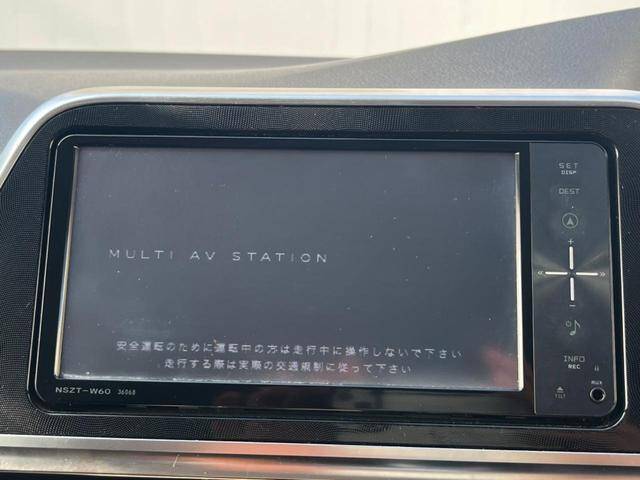 MULTI AV STATION
安全運転のために運転中の方は走行中に操作しないで下さい
走行する際は実際の交通規制に従って下さい
NSZT-W60 36068
SET
DISP
DEST
+
−
INFO
REC
TILT
AUX